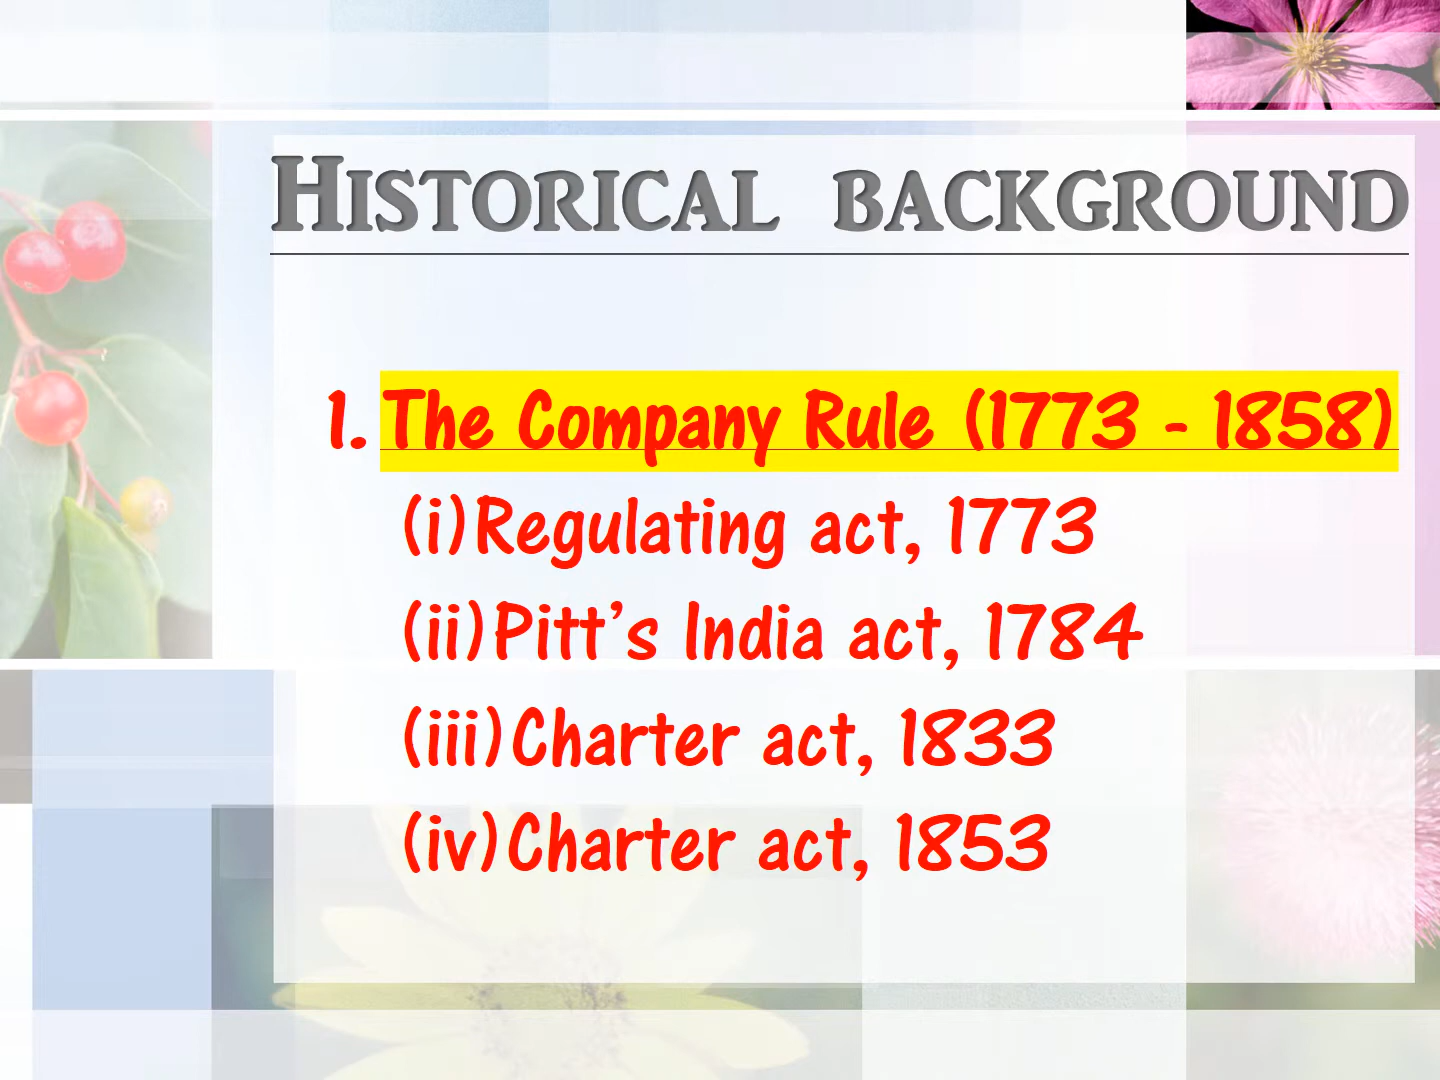 HISTORICAL BACKGROUND
1. The Company Rule (1773 - 1858)
(i)Regulating act, 1773
(ii)Pitt’s India act, 1784
(iii)Charter act, 1833
(iv)Charter act, 1853